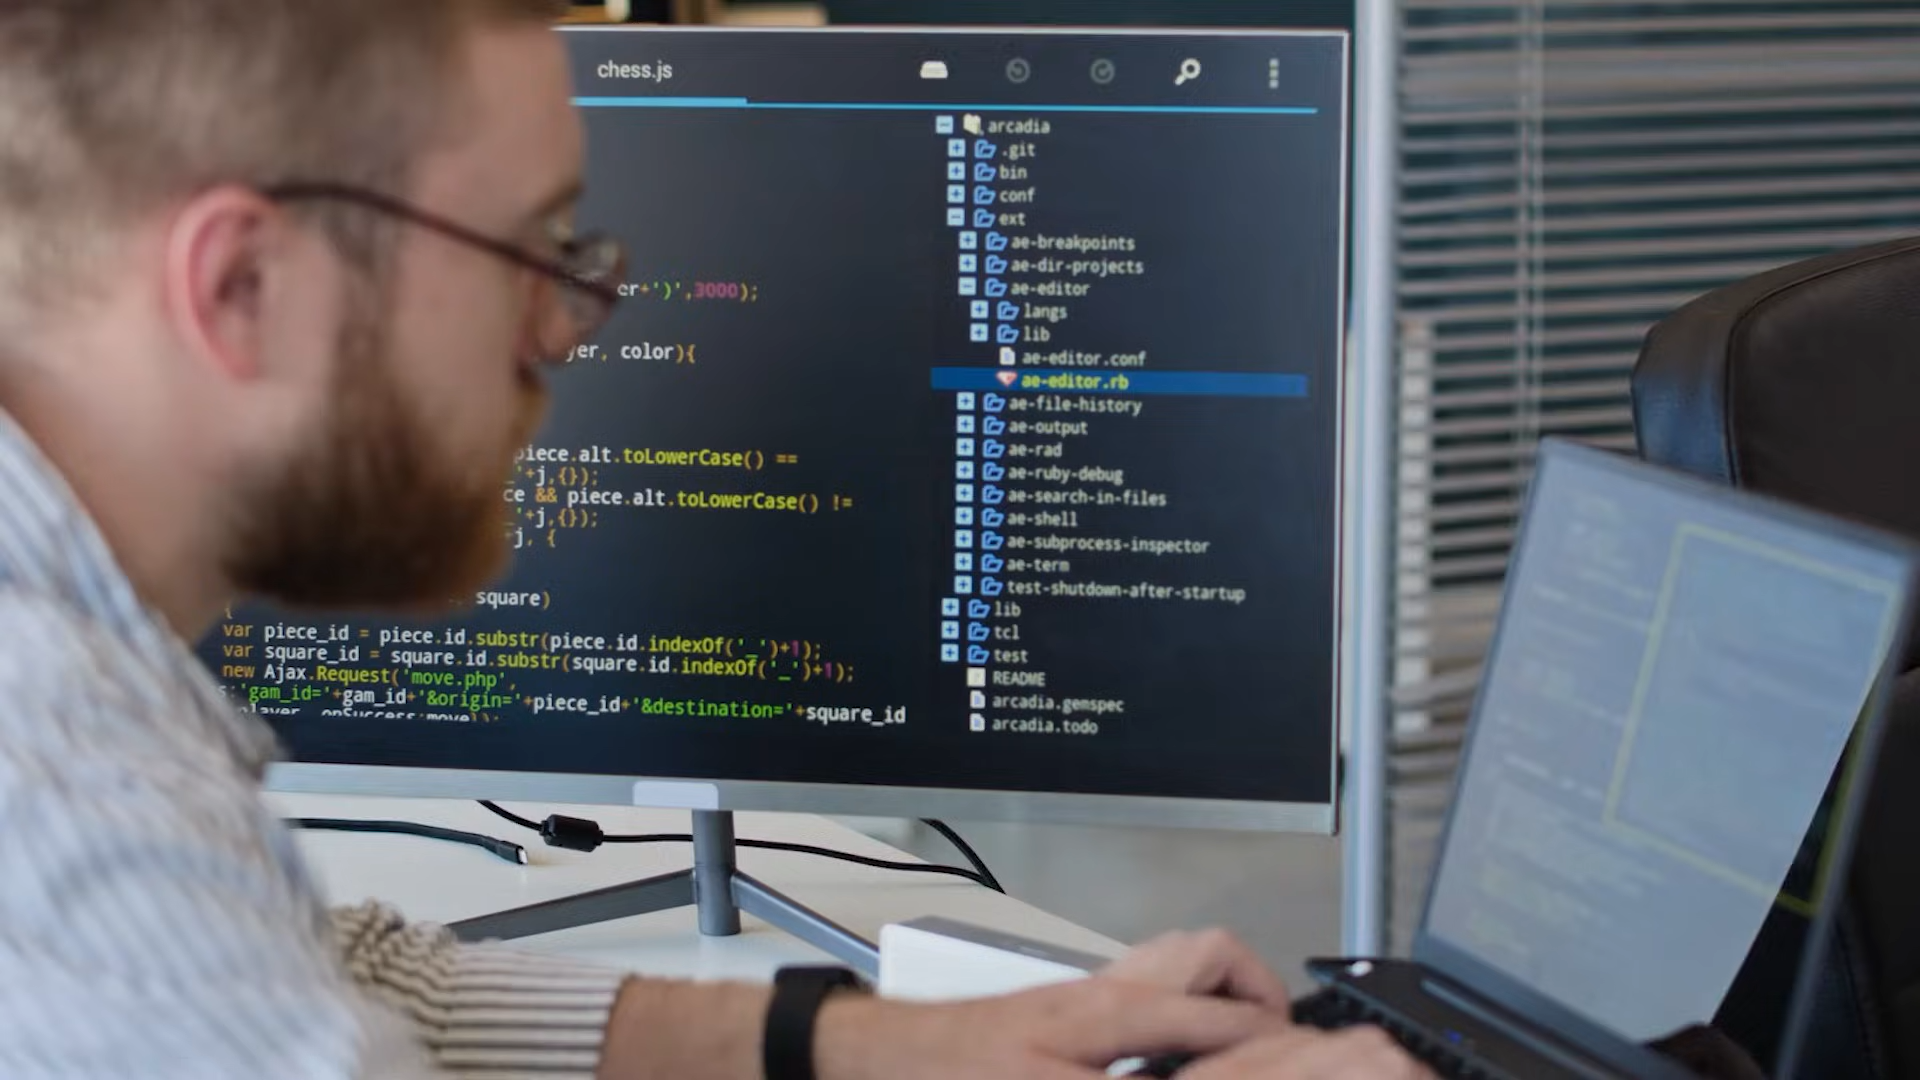 chess.js
er+')',3000);
yer, color){
piece.alt.toLowerCase() ==
_'+j,{});
ce && piece.alt.toLowerCase() !=
_'+j,{});
+j, {
, square)
{
var piece_id = piece.id.substr(piece.id.indexOf('_')+1);
var square_id = square.id.substr(square.id.indexOf('_')+1);
new Ajax.Request('move.php',
s:'gam_id='+gam_id+'&origin='+piece_id+'&destination='+square_id
player, onSuccess:move});
arcadia
.git
bin
conf
ext
ae-breakpoints
ae-dir-projects
ae-editor
langs
lib
ae-editor.conf
ae-editor.rb
ae-file-history
ae-output
ae-rad
ae-ruby-debug
ae-search-in-files
ae-shell
ae-subprocess-inspector
ae-term
test-shutdown-after-startup
lib
tcl
test
README
arcadia.gemspec
arcadia.todo